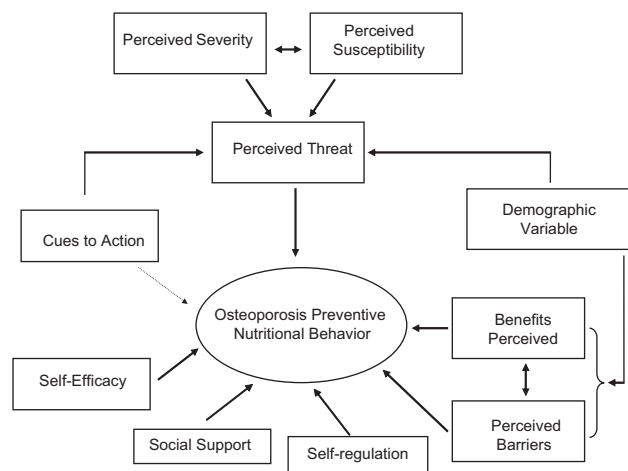 Perceived Severity
Perceived
Susceptibility
Perceived Threat
Cues to Action
Demographic
Variable
Osteoporosis Preventive
Nutritional Behavior
Benefits
Perceived
Self-Efficacy
Social Support
Self-regulation
Perceived
Barriers